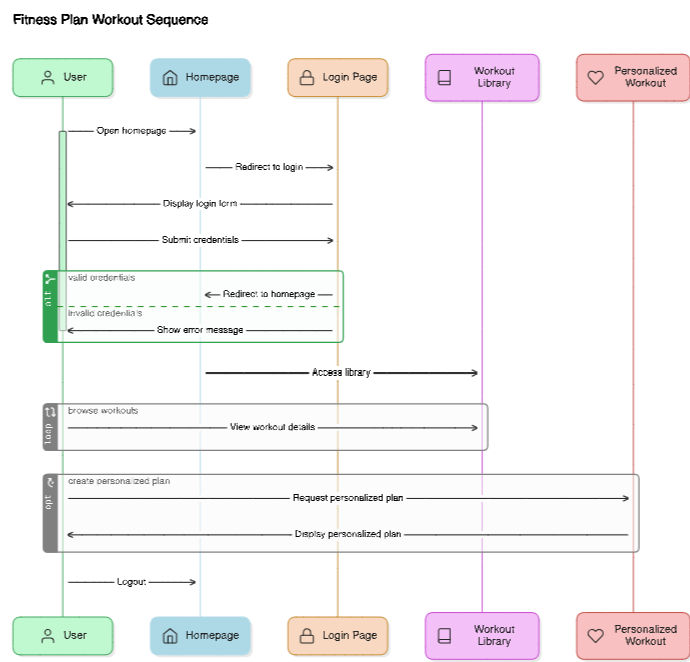 Fitness Plan Workout Sequence
User
Homepage
Login Page
Workout
Library
Personalized
Workout
Open homepage
Redirect to login
Display login form
Submit credentials
alt
valid credentials
Redirect to homepage
invalid credentials
Show error message
Access library
loop
browse workouts
View workout details
opt
create personalized plan
Request personalized plan
Display personalized plan
Logout
User
Homepage
Login Page
Workout
Library
Personalized
Workout